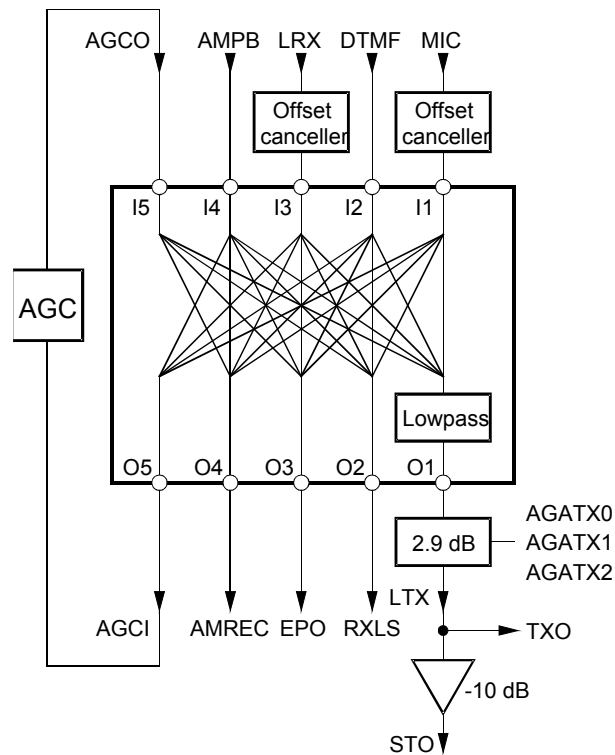 AGCO AMPB LRX DTMF MIC
Offset
canceller
Offset
canceller
I5 I4 I3 I2 I1
AGC
Lowpass
O5 O4 O3 O2 O1
2.9 dB
AGATX0
AGATX1
AGATX2
LTX
AGCI AMREC EPO RXLS
TXO
-10 dB
STO